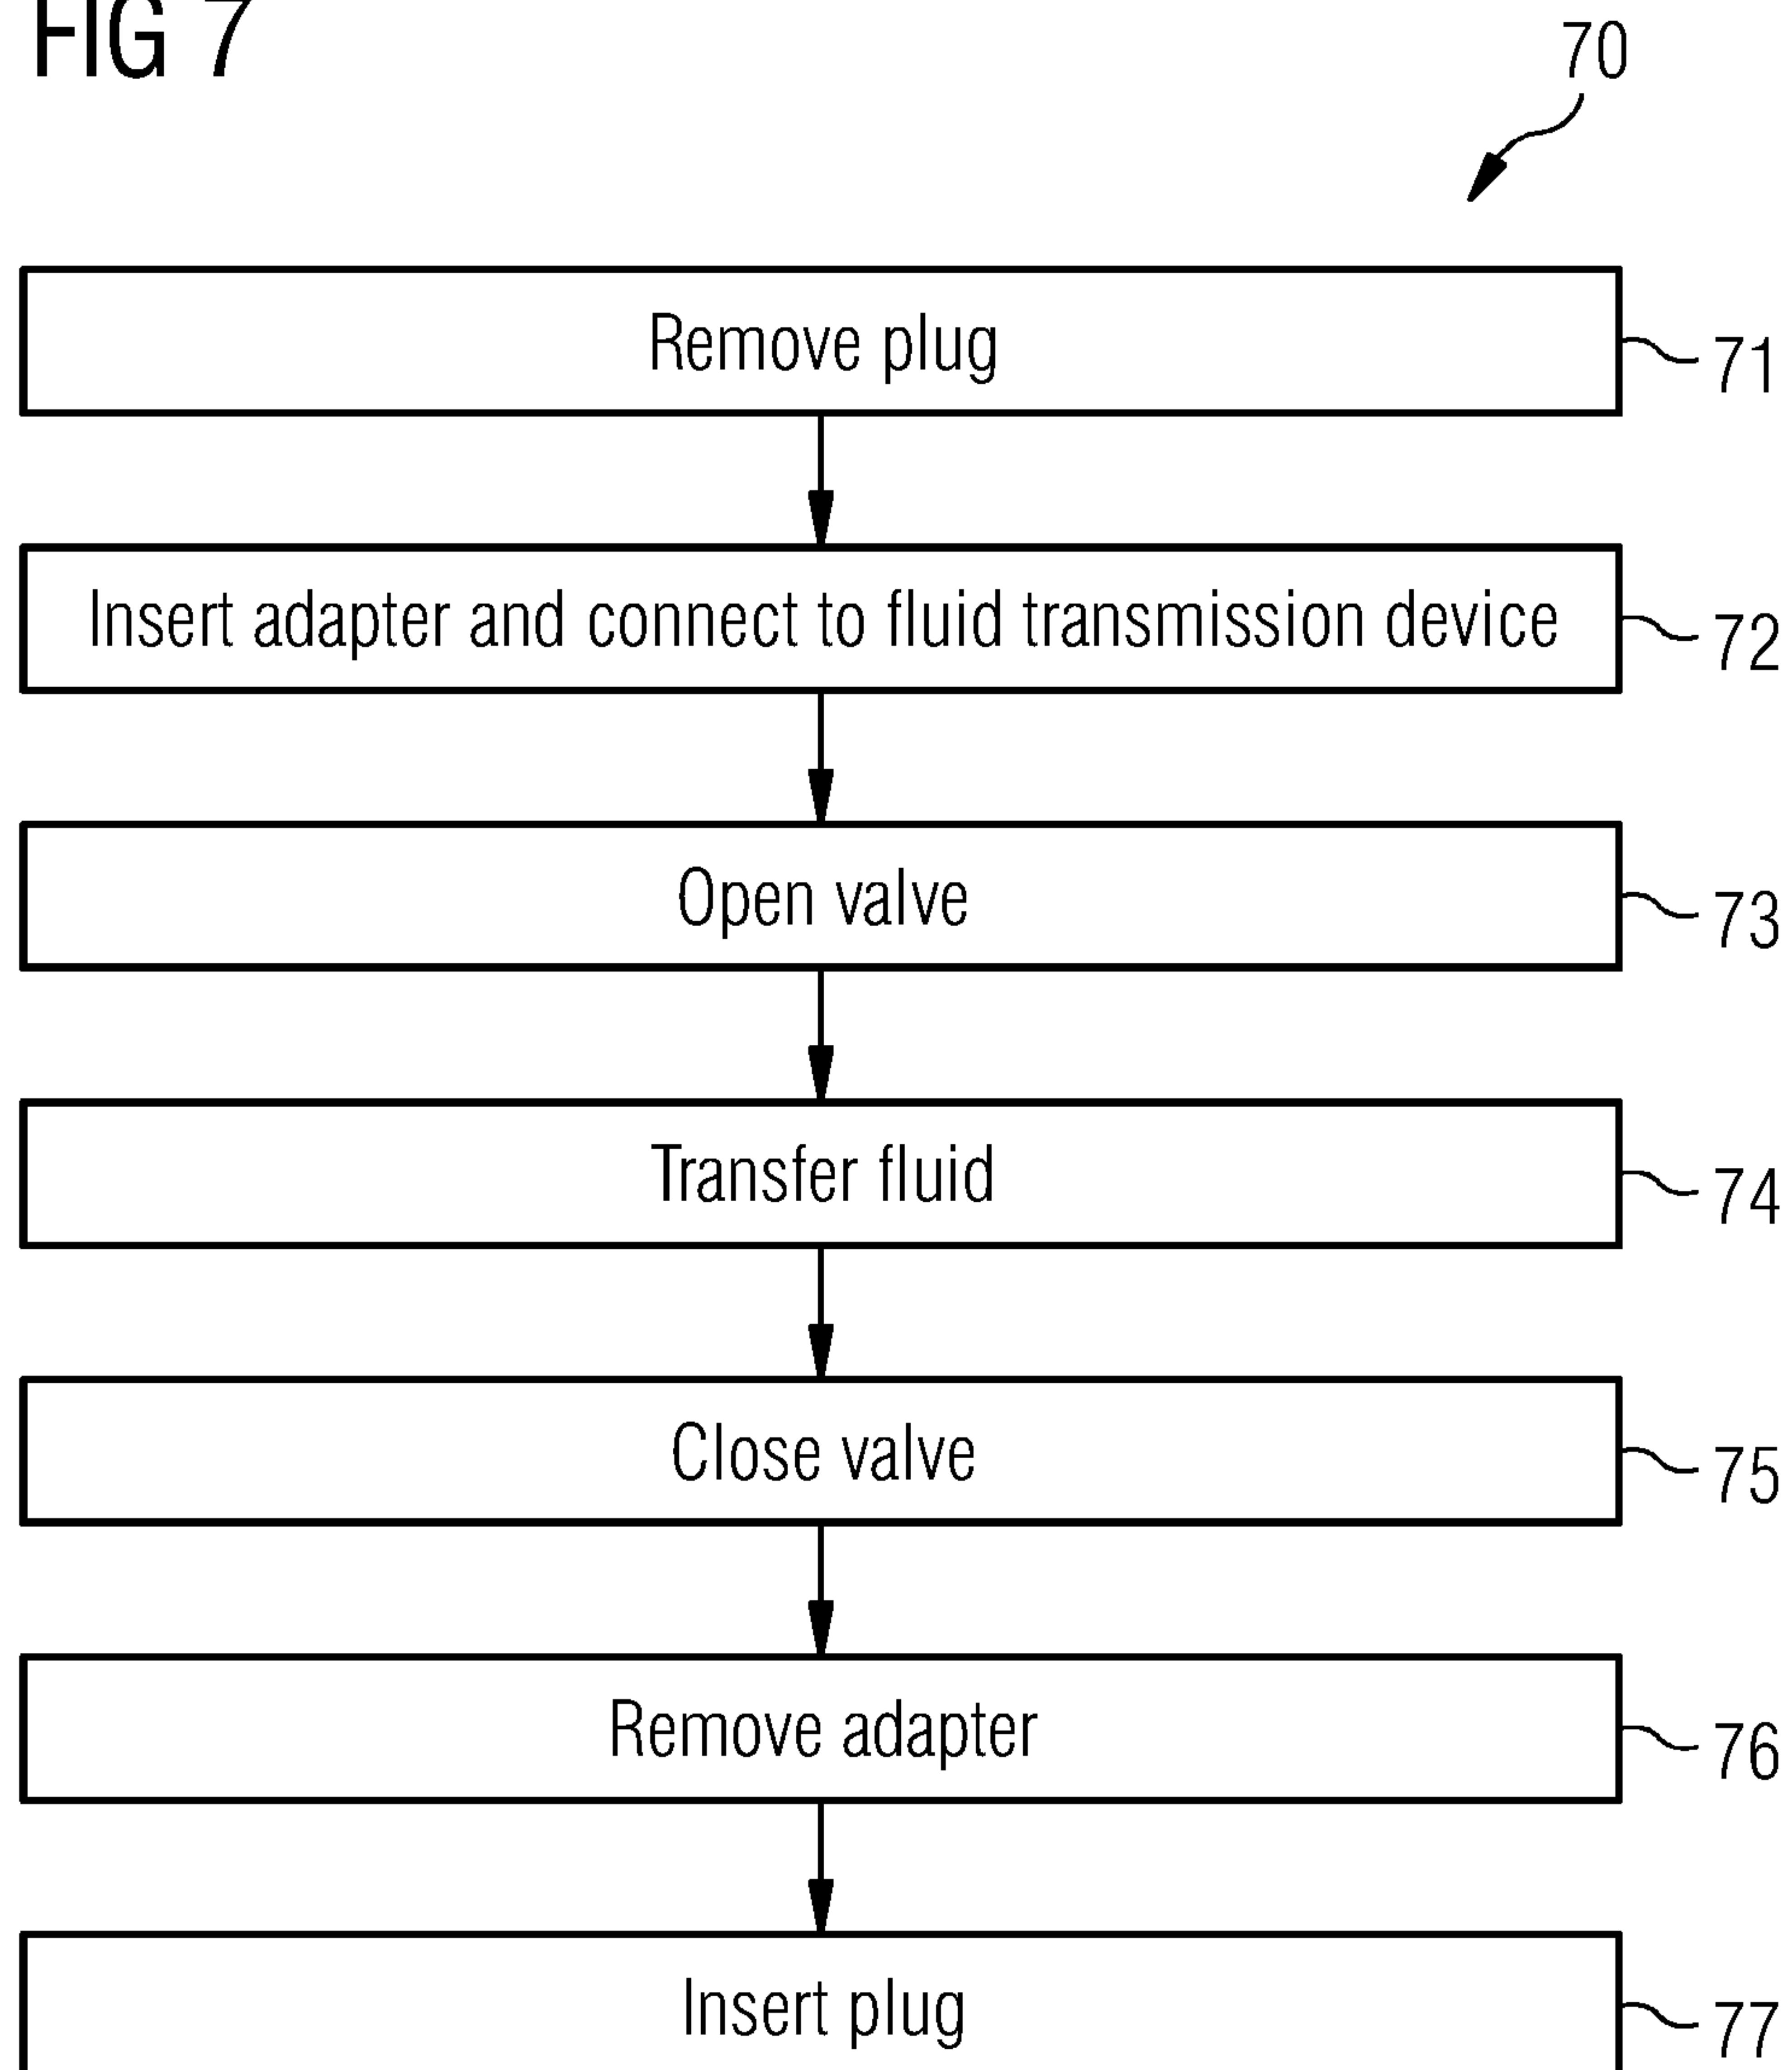 FIG 7
70
Remove plug
71
Insert adapter and connect to fluid transmission device
72
Open valve
73
Transfer fluid
74
Close valve
75
Remove adapter
76
Insert plug
77